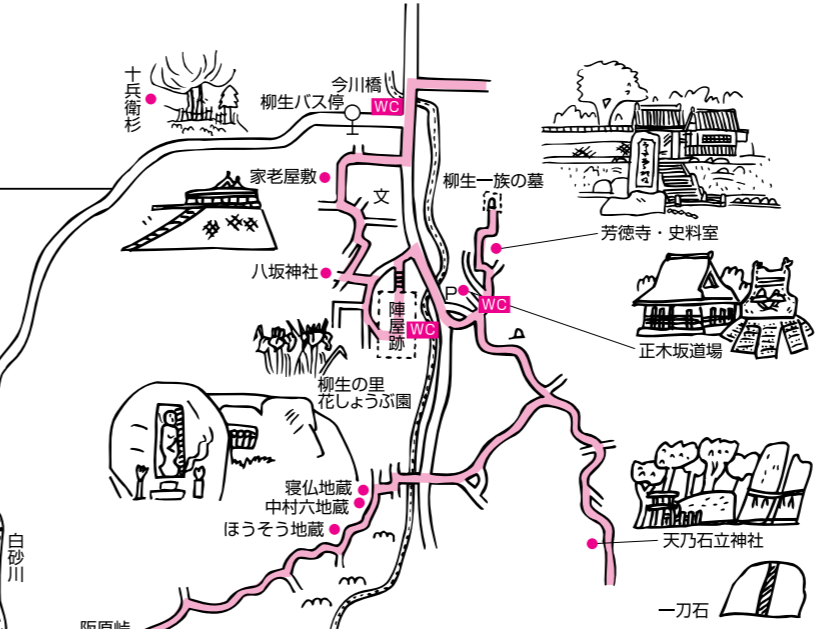 十兵衛杉
今川橋
柳生バス停
WC
家老屋敷
文
柳生一族の墓
芳徳寺・史料室
八坂神社
P
WC
陣屋跡
WC
正木坂道場
柳生の里
花しょうぶ園
寝仏地蔵
中村六地蔵
ほうそう地蔵
天乃石立神社
白砂川
一刀石
阪原峠